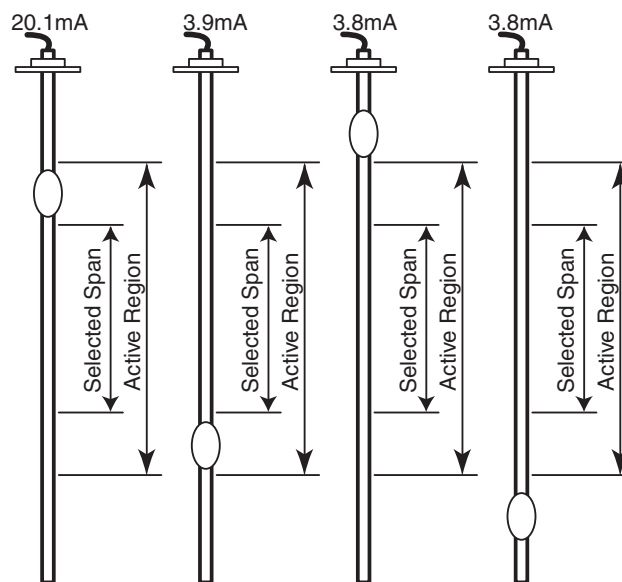 20.1mA
3.9mA
3.8mA
3.8mA
Selected Span
Active Region
Selected Span
Active Region
Selected Span
Active Region
Selected Span
Active Region